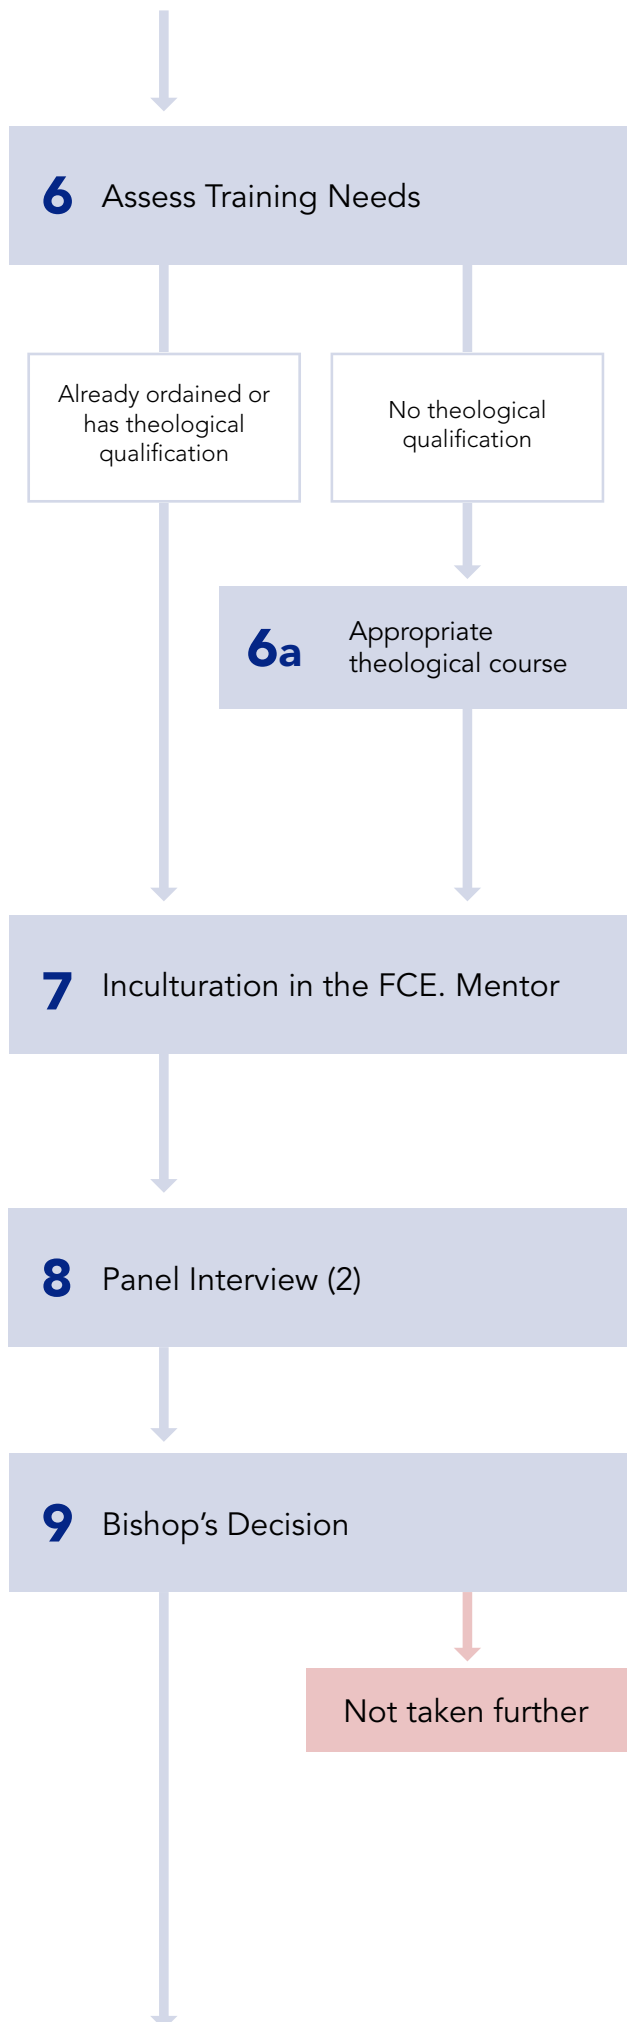 6 Assess Training Needs
Already ordained or
has theological
qualification
No theological
qualification
6a Appropriate
theological course
7 Inculturation in the FCE. Mentor
8 Panel Interview (2)
9 Bishop’s Decision
Not taken further